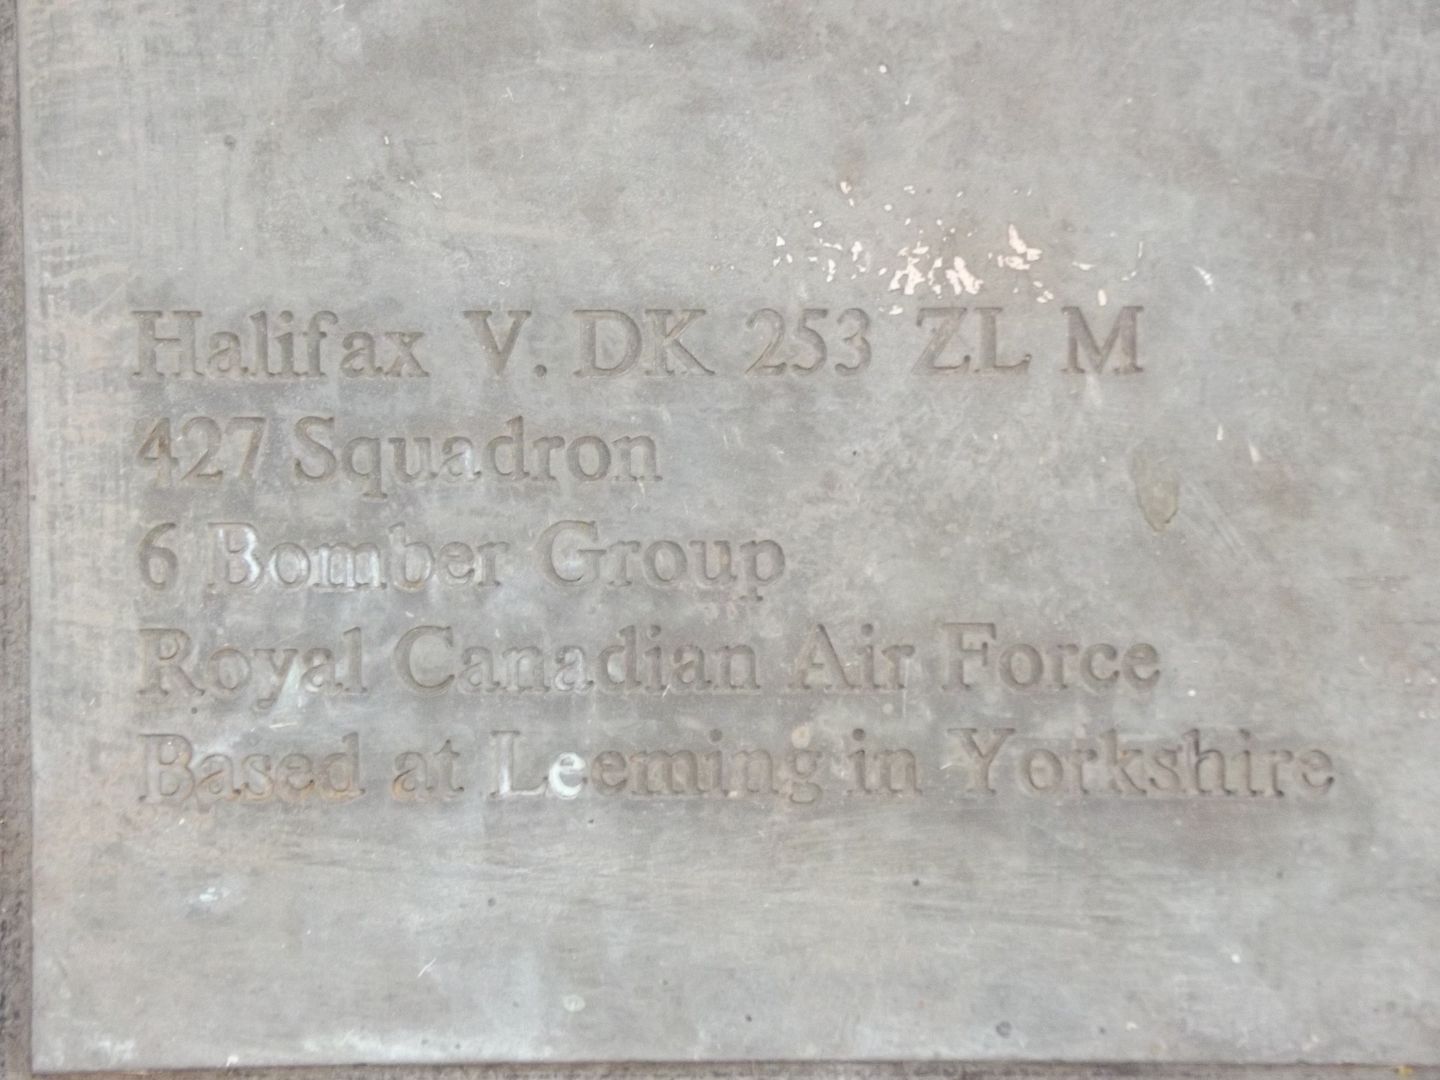 Halifax V. DK 253 ZL M
427 Squadron
6 Bomber Group
Royal Canadian Air Force
Based at Leeming in Yorkshire